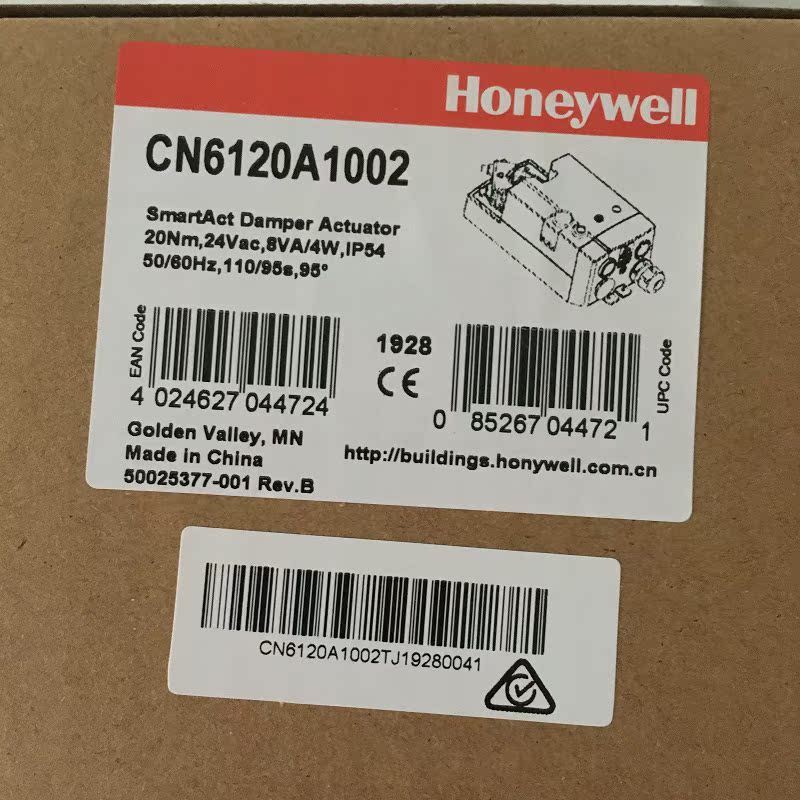 Honeywell
CN6120A1002
SmartAct Damper Actuator
20Nm,24Vac,8VA/4W,IP54
50/60Hz,110/95s,95°
EAN Code
4 024627 044724
1928
CE
0 85267 04472 1
UPC Code
Golden Valley, MN
Made in China
50025377-001 Rev.B
http://buildings.honywell.com.cn
CN6120A1002TJ19280041